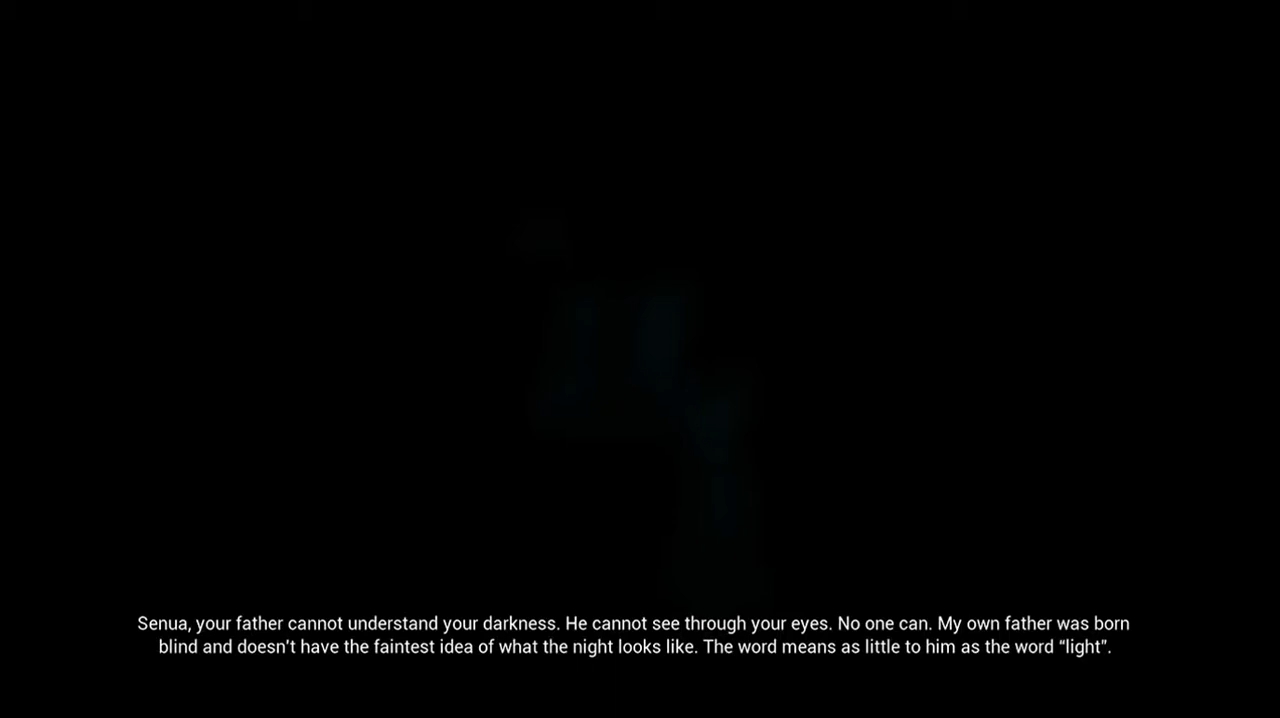 Senua, your father cannot understand your darkness. He cannot see through your eyes. No one can. My own father was born
blind and doesn't have the faintest idea of what the night looks like. The word means as little to him as the word “light”.